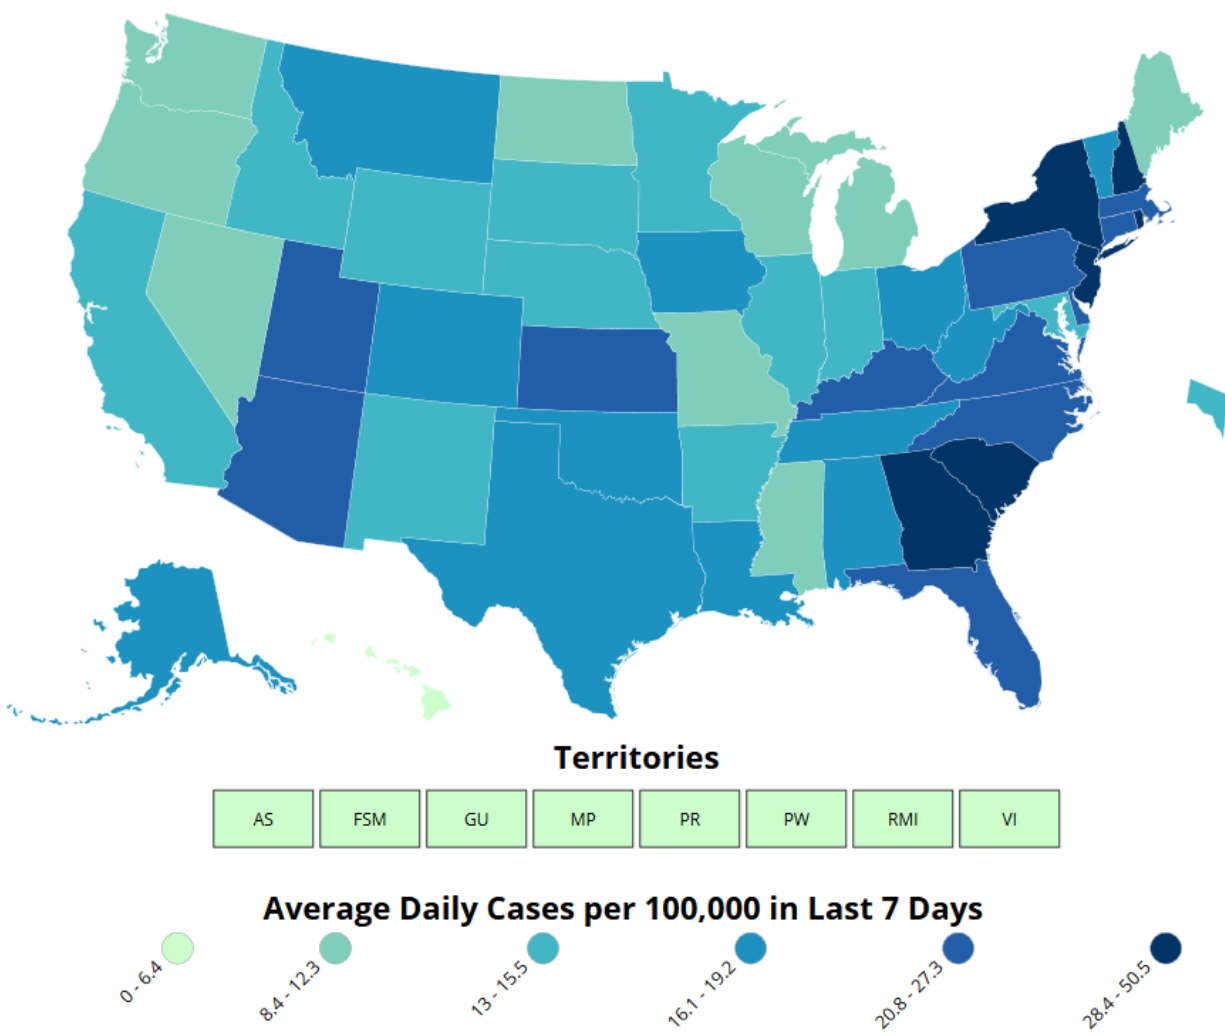 Territories
AS FSM GU MP PR PW RMI VI
Average Daily Cases per 100,000 in Last 7 Days
0 - 6.4 8.4 - 12.3 13 - 15.5 16.1 - 19.2 20.8 - 27.3 28.4 - 50.5